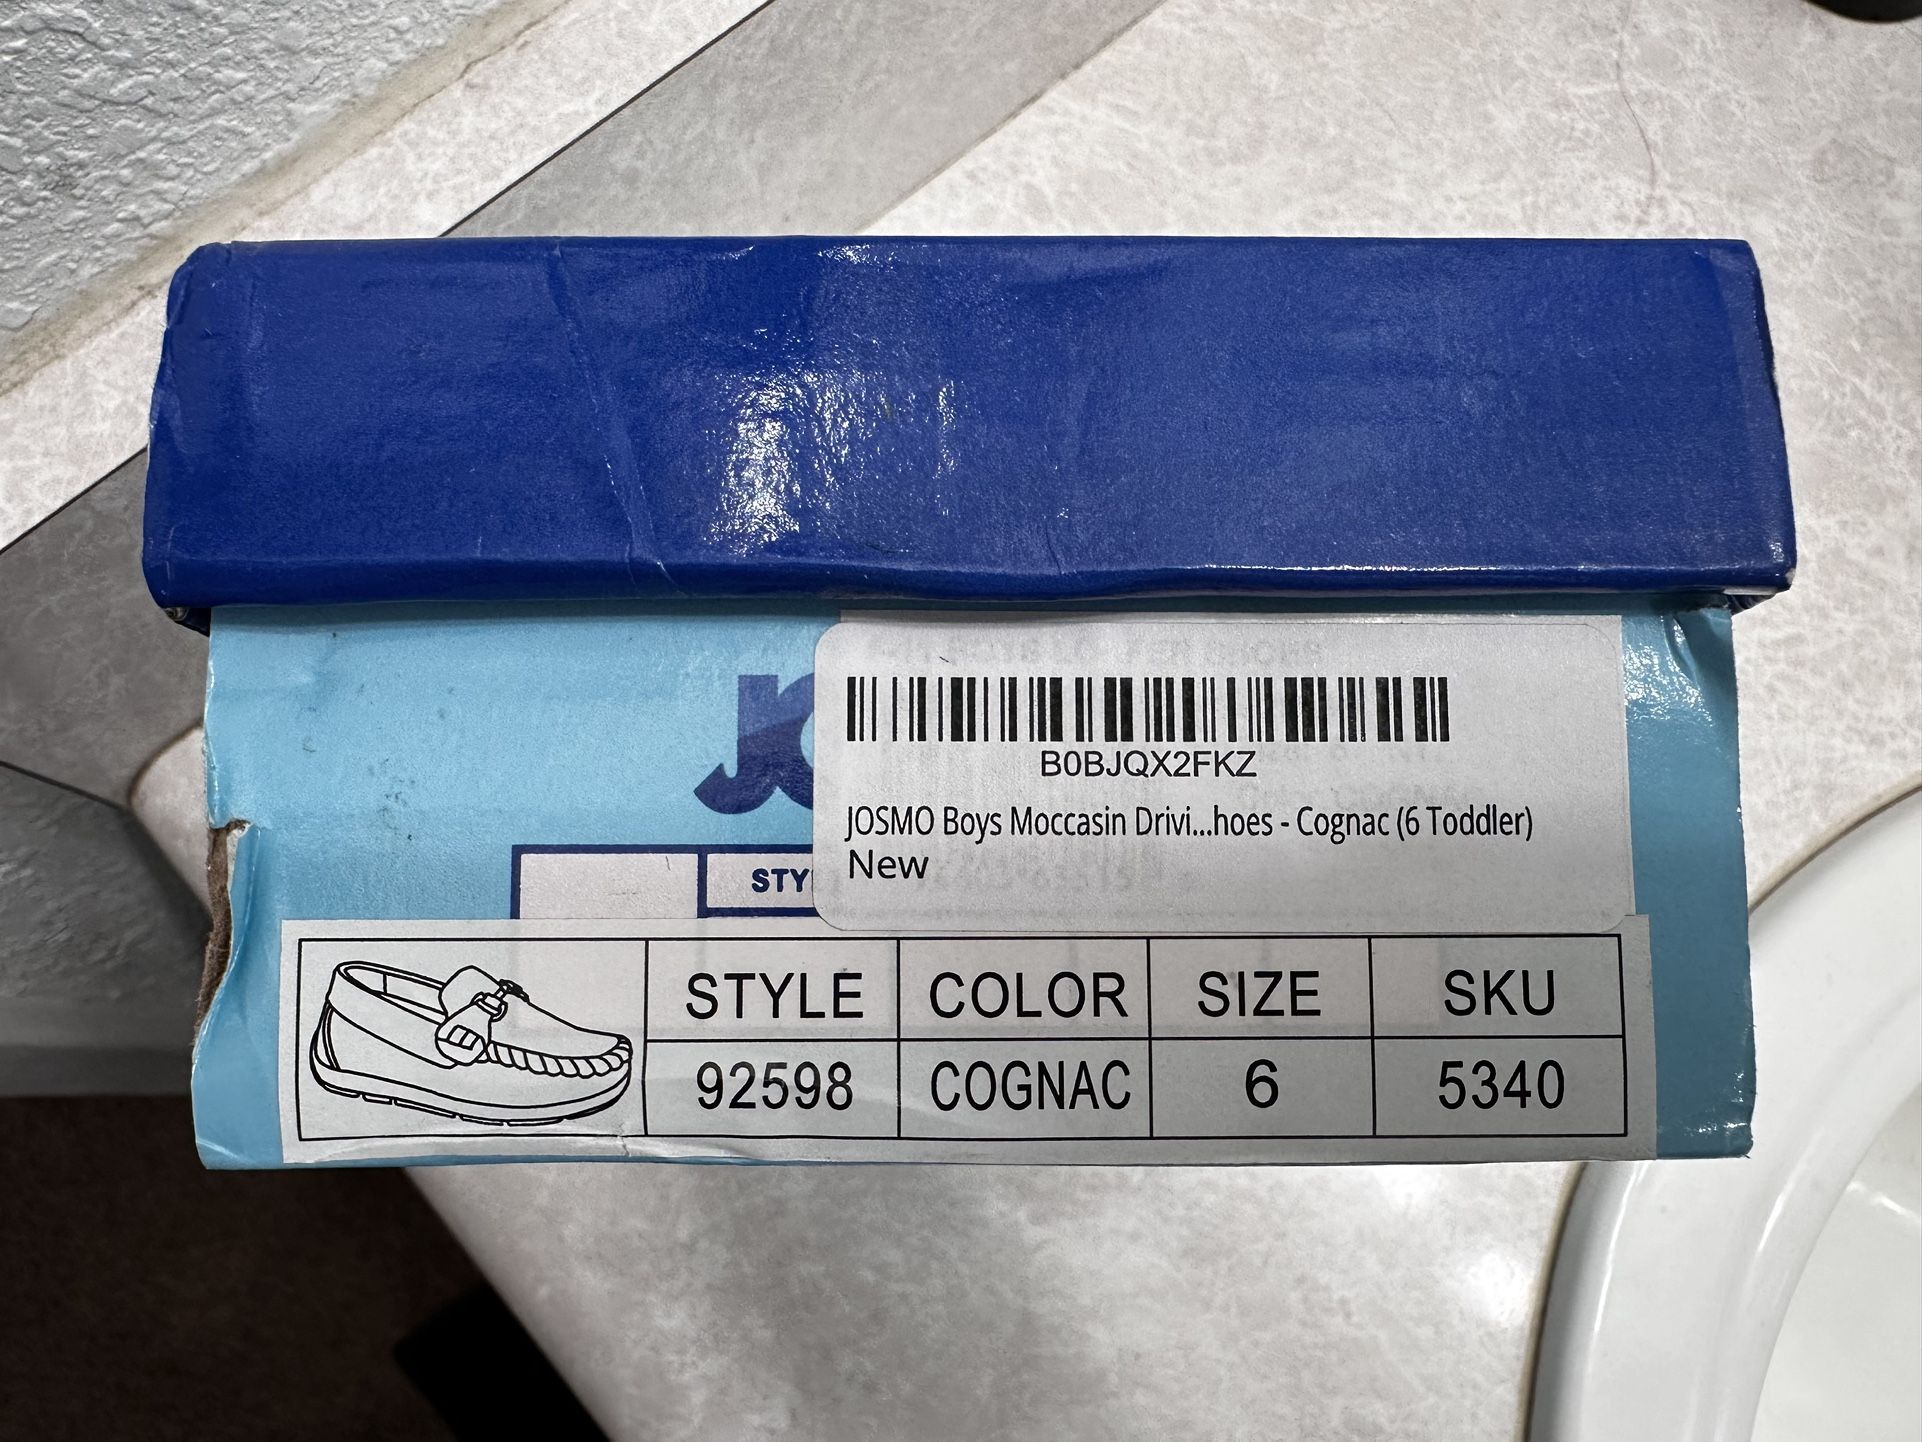 B0BJQX2FKZ
JOSMO Boys Moccasin Drivi...hoes - Cognac (6 Toddler)
New
STYLE COLOR SIZE SKU
92598 COGNAC 6 5340